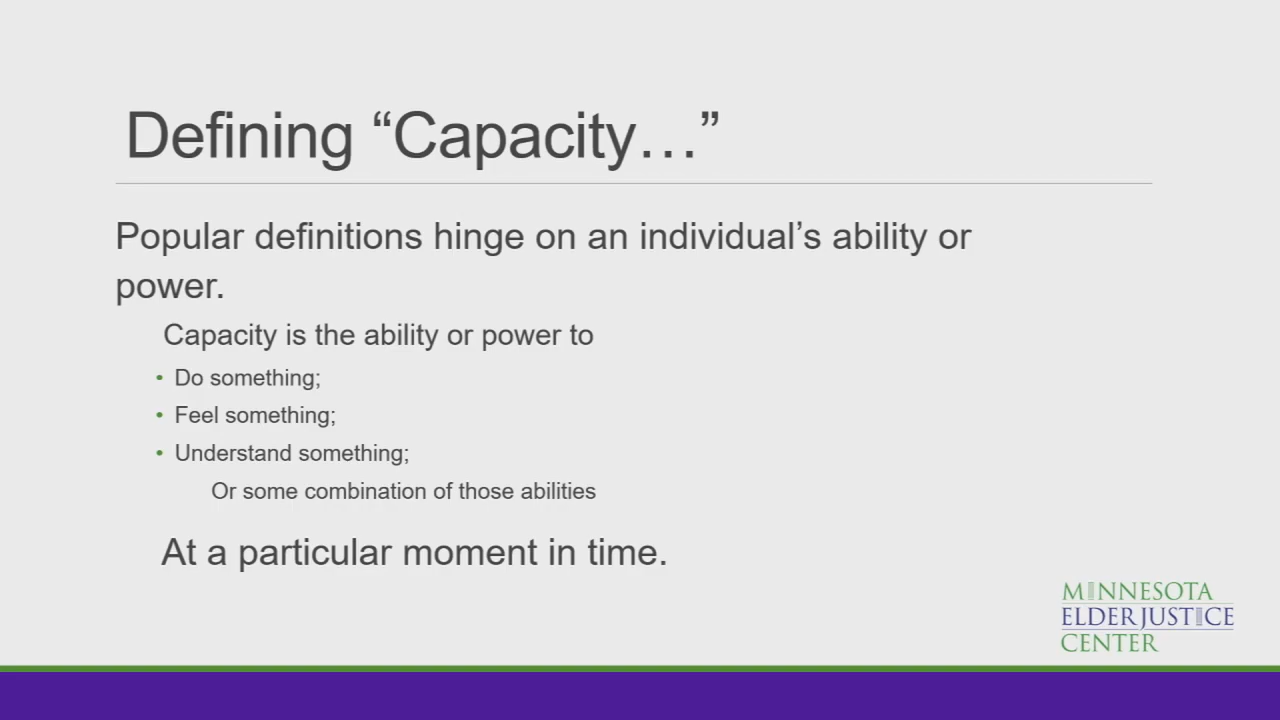 Defining “Capacity…”
Popular definitions hinge on an individual’s ability or
power.
Capacity is the ability or power to
• Do something;
• Feel something;
• Understand something;
Or some combination of those abilities
At a particular moment in time.
MINNESOTA
ELDER JUSTICE
CENTER